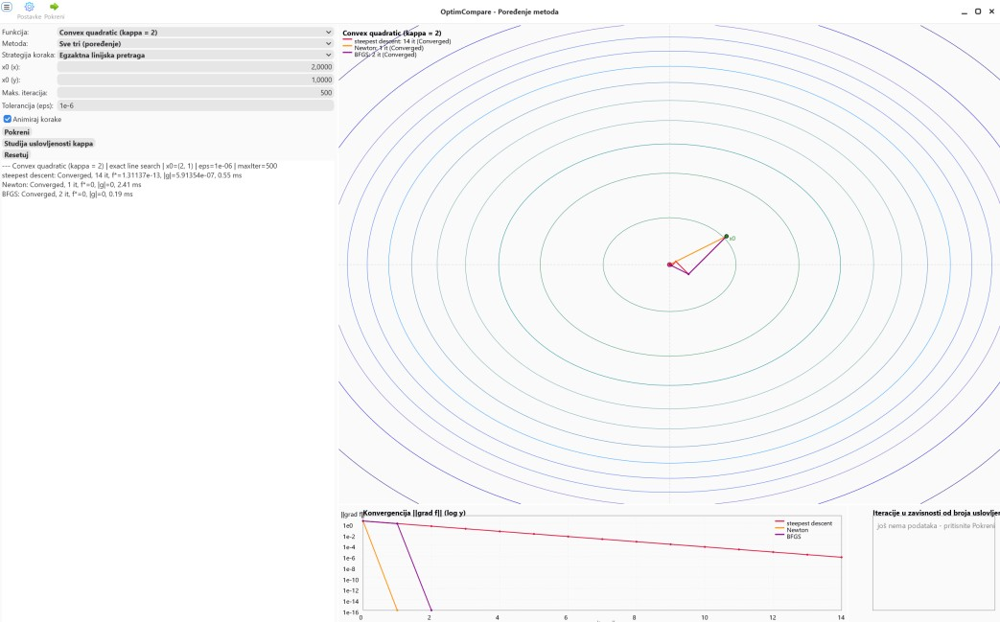 OptimCompare - Poređenje metoda
Postavke Pokreni
Funkcija: Convex quadratic (kappa = 2)
Metoda: Sve tri (poređenje)
Strategija koraka: Egzaktna linijska pretraga
x0 (x): 2,0000
x0 (y): 1,0000
Maks. iteracija: 500
Tolerancija (eps): 1e-6
Animiraj korake
Pokreni
Studija uslovljenosti kappa
Resetuj
--- Convex quadratic (kappa = 2) | exact line search | x0=(2, 1) | eps=1e-06 | maxIter=500
steepest descent: Converged, 14 it, f*=1.31137e-13, |g|=5.91354e-07, 0.55 ms
Newton: Converged, 1 it, f*=0, |g|=0, 2.41 ms
BFGS: Converged, 2 it, f*=0, |g|=0, 0.19 ms
Convex quadratic (kappa = 2)
steepest descent: 14 it (Converged)
Newton: 1 it (Converged)
BFGS: 2 it (Converged)
x0
||grad f||
Konvergencija ||grad f|| (log y)
steepest descent
Newton
BFGS
1e0
1e-2
1e-4
1e-6
1e-8
1e-10
1e-12
1e-14
1e-16
0 2 4 6 8 10 12 14
Iteracije u zavisnosti od broja uslovljen
Još nema podataka - pritisnite Pokreni